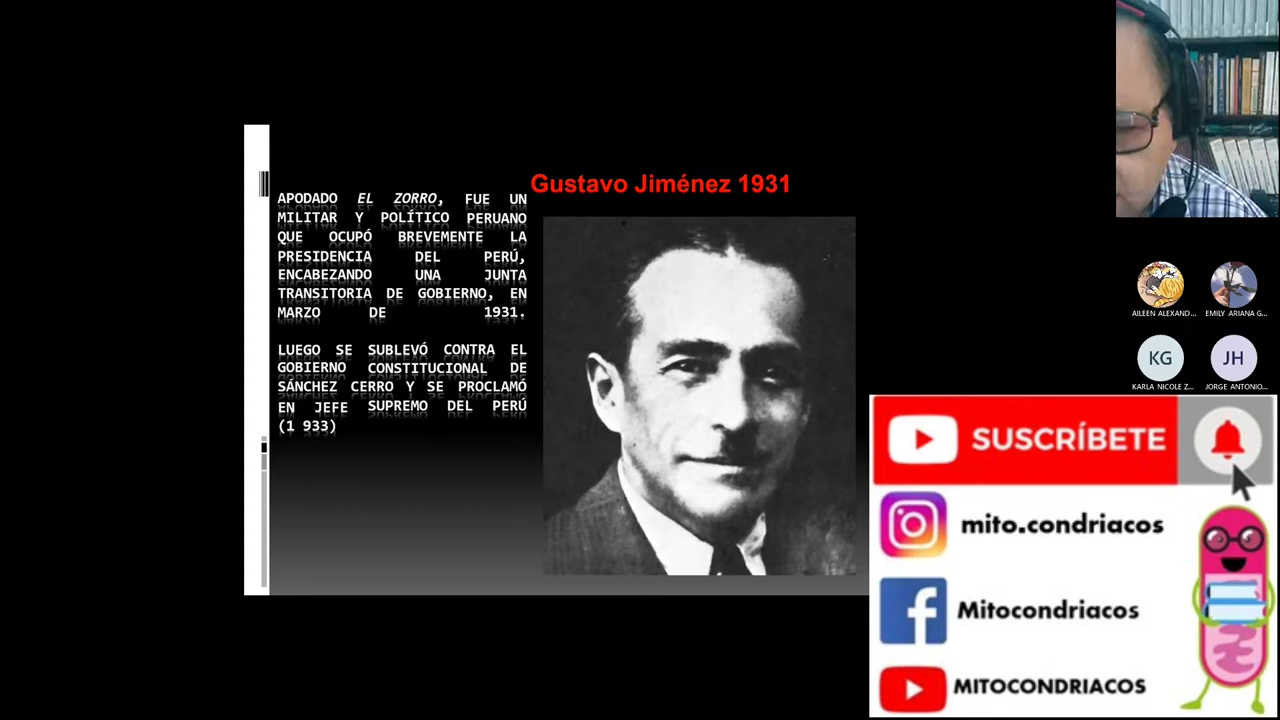 Gustavo Jiménez 1931
APODADO EL ZORRO, FUE UN
MILITAR Y POLÍTICO PERUANO
QUE OCUPÓ BREVEMENTE LA
PRESIDENCIA DEL PERÚ,
ENCABEZANDO UNA JUNTA
TRANSITORIA DE GOBIERNO, EN
MARZO DE 1931.
LUEGO SE SUBLEVÓ CONTRA EL
GOBIERNO CONSTITUCIONAL DE
SÁNCHEZ CERRO Y SE PROCLAMÓ
EN JEFE SUPREMO DEL PERÚ
(1 933)
AILEEN ALEXAND...
EMILY ARIANA G...
KG
JH
KARLA NICOLE Z...
JORGE ANTONIO...
SUSCRÍBETE
mito.condriacos
Mitocondriacos
MITOCONDRIACOS